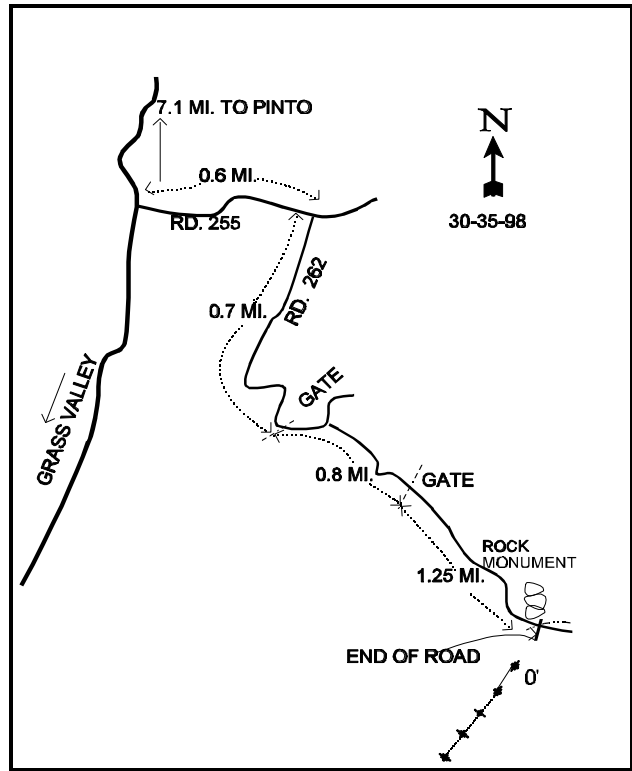 7.1 MI. TO PINTO
N
0.6 MI.
30-35-98
RD. 255
RD. 262
0.7 MI.
GRASS VALLEY
GATE
0.8 MI.
GATE
ROCK
MONUMENT
1.25 MI.
END OF ROAD
0'